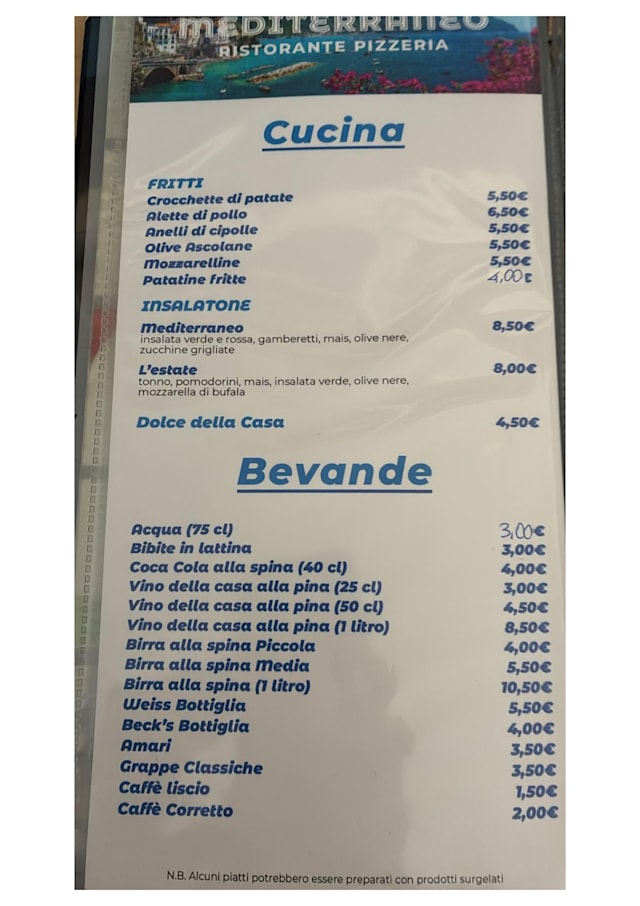 MEDITERRANEO
RISTORANTE PIZZERIA
Cucina
FRITTI
Crocchette di patate 5,50€
Alette di pollo 6,50€
Anelli di cipolle 5,50€
Olive Ascolane 5,50€
Mozzarelline 5,50€
Patatine fritte 4,00€
INSALATONE
Mediterraneo 8,50€
insalata verde e rossa, gamberetti, mais, olive nere,
zucchine grigliate
L'estate 8,00€
tonno, pomodorini, mais, insalata verde, olive nere,
mozzarella di bufala
Dolce della Casa 4,50€
Bevande
Acqua (75 cl) 3,00€
Bibite in lattina 3,00€
Coca Cola alla spina (40 cl) 4,00€
Vino della casa alla pina (25 cl) 3,00€
Vino della casa alla pina (50 cl) 4,50€
Vino della casa alla pina (1 litro) 8,50€
Birra alla spina Piccola 4,00€
Birra alla spina Media 5,50€
Birra alla spina (1 litro) 10,50€
Weiss Bottiglia 5,50€
Beck's Bottiglia 4,00€
Amari 3,50€
Grappe Classiche 3,50€
Caffè liscio 1,50€
Caffè Corretto 2,00€
N.B. Alcuni piatti potrebbero essere preparati con prodotti surgelati